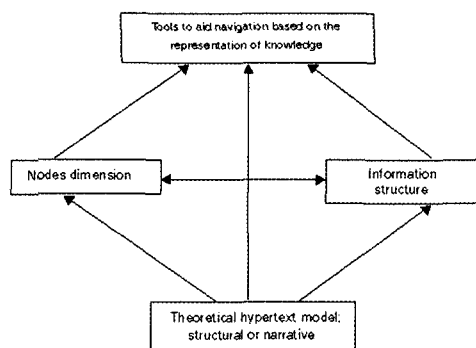 Tools to aid navigation based on the
representation of knowledge
Nodes dimension
Information
structure
Theoretical hypertext model:
structural or narrative